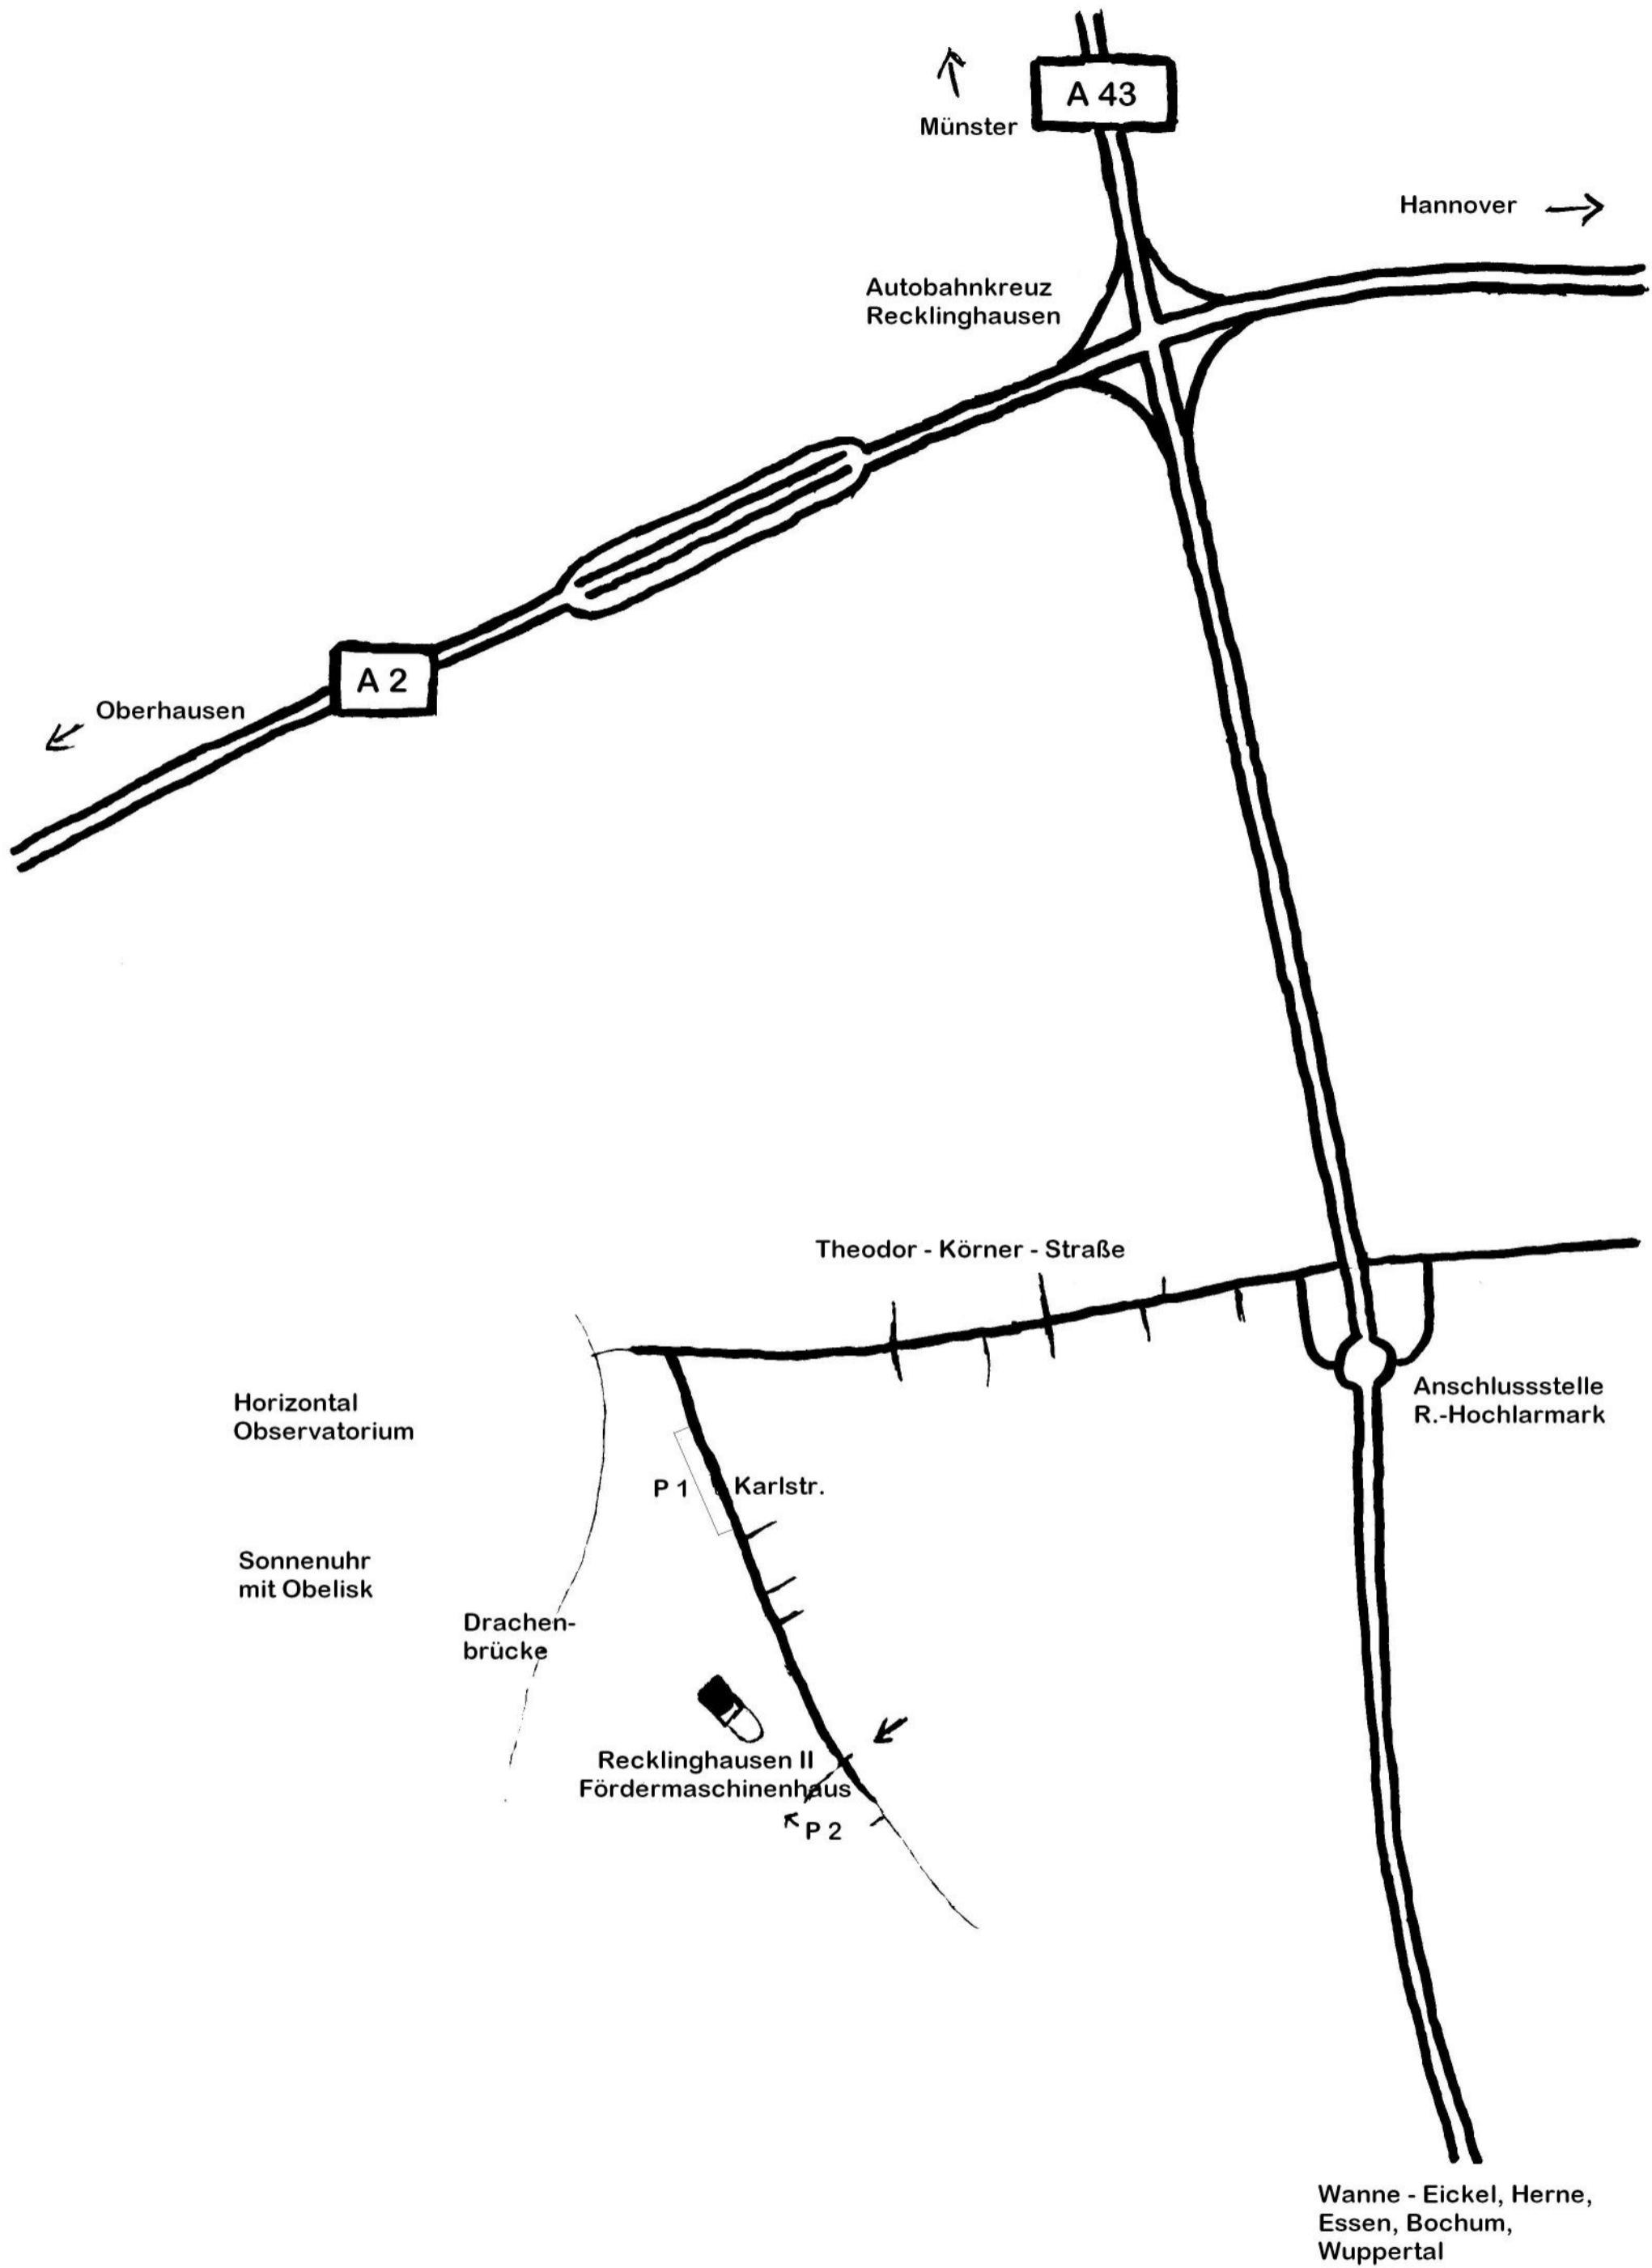 A 43
Münster
Hannover
Autobahnkreuz
Recklinghausen
A 2
Oberhausen
Theodor - Körner - Straße
Horizontal
Observatorium
Anschlussstelle
R.-Hochlarmark
P 1
Karlstr.
Sonnenuhr
mit Obelisk
Drachen-
brücke
Recklinghausen II
Fördermaschinenhaus
P 2
Wanne - Eickel, Herne,
Essen, Bochum,
Wuppertal